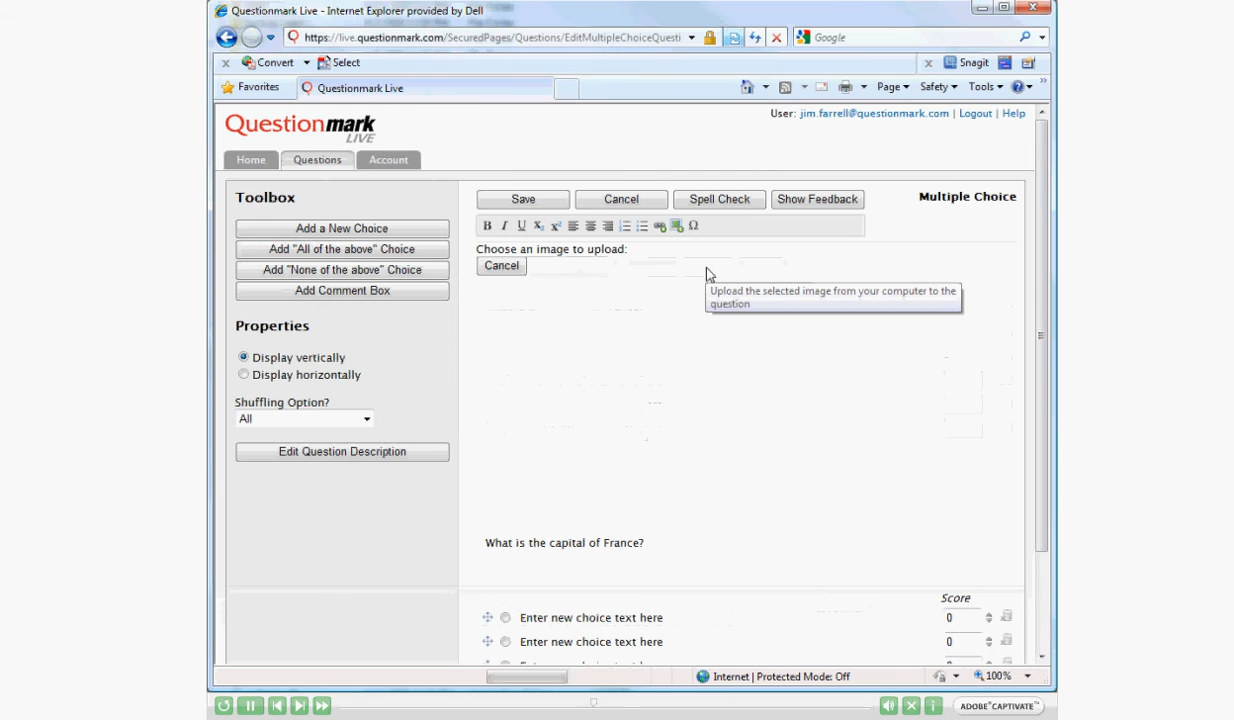 Questionmark Live - Internet Explorer provided by Dell
https://live.questionmark.com/SecuredPages/Questions/EditMultipleChoiceQuesti
Google
x Convert Select
x Snagit
Favorites
Questionmark Live
Page Safety Tools
User: jim.farrell@questionmark.com | Logout | Help
Questionmark
LIVE
Home Questions Account
Toolbox
Save Cancel Spell Check Show Feedback
Multiple Choice
Add a New Choice
B I U X₂ X² Ω
Add "All of the above" Choice
Choose an image to upload:
Add "None of the above" Choice
Cancel
Add Comment Box
Upload the selected image from your computer to the
question
Properties
Display vertically
Display horizontally
Shuffling Option?
All
Edit Question Description
What is the capital of France?
Score
Enter new choice text here 0
Enter new choice text here 0
Internet | Protected Mode: Off
100%
ADOBE® CAPTIVATE™